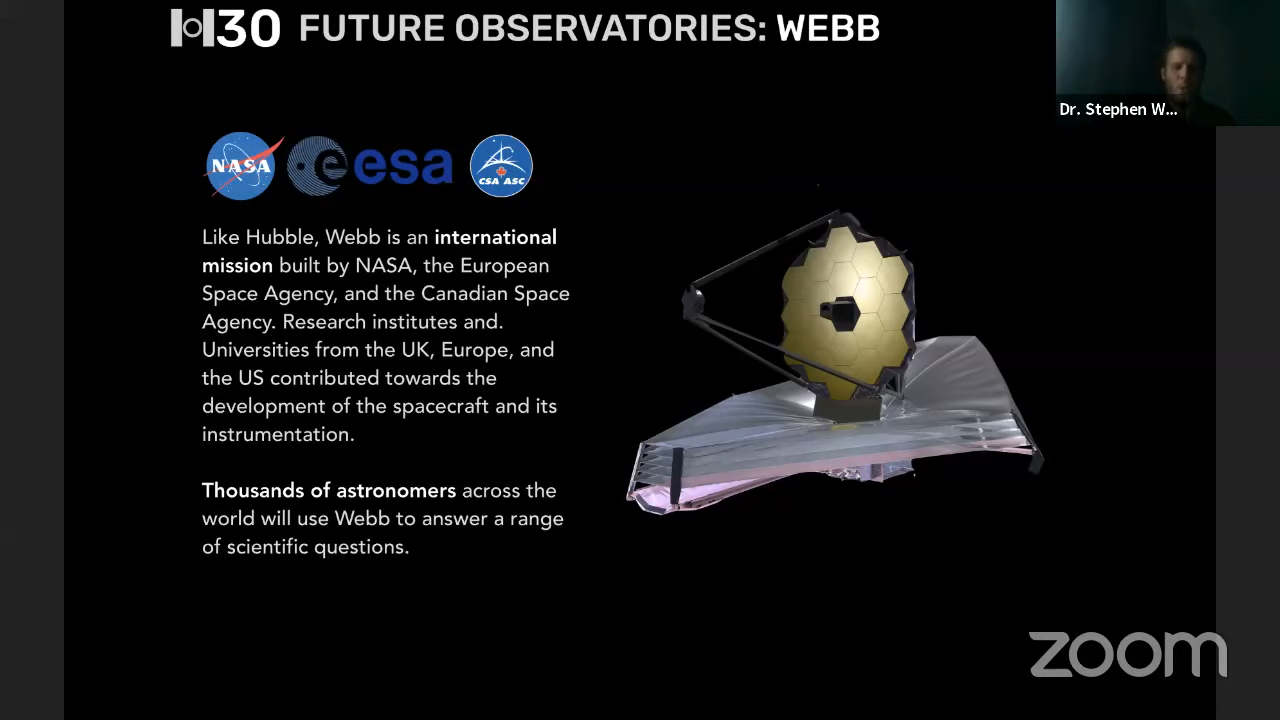 H30 FUTURE OBSERVATORIES: WEBB
Dr. Stephen W...
NASA esa CSA ASC
Like Hubble, Webb is an international
mission built by NASA, the European
Space Agency, and the Canadian Space
Agency. Research institutes and.
Universities from the UK, Europe, and
the US contributed towards the
development of the spacecraft and its
instrumentation.
Thousands of astronomers across the
world will use Webb to answer a range
of scientific questions.
zoom